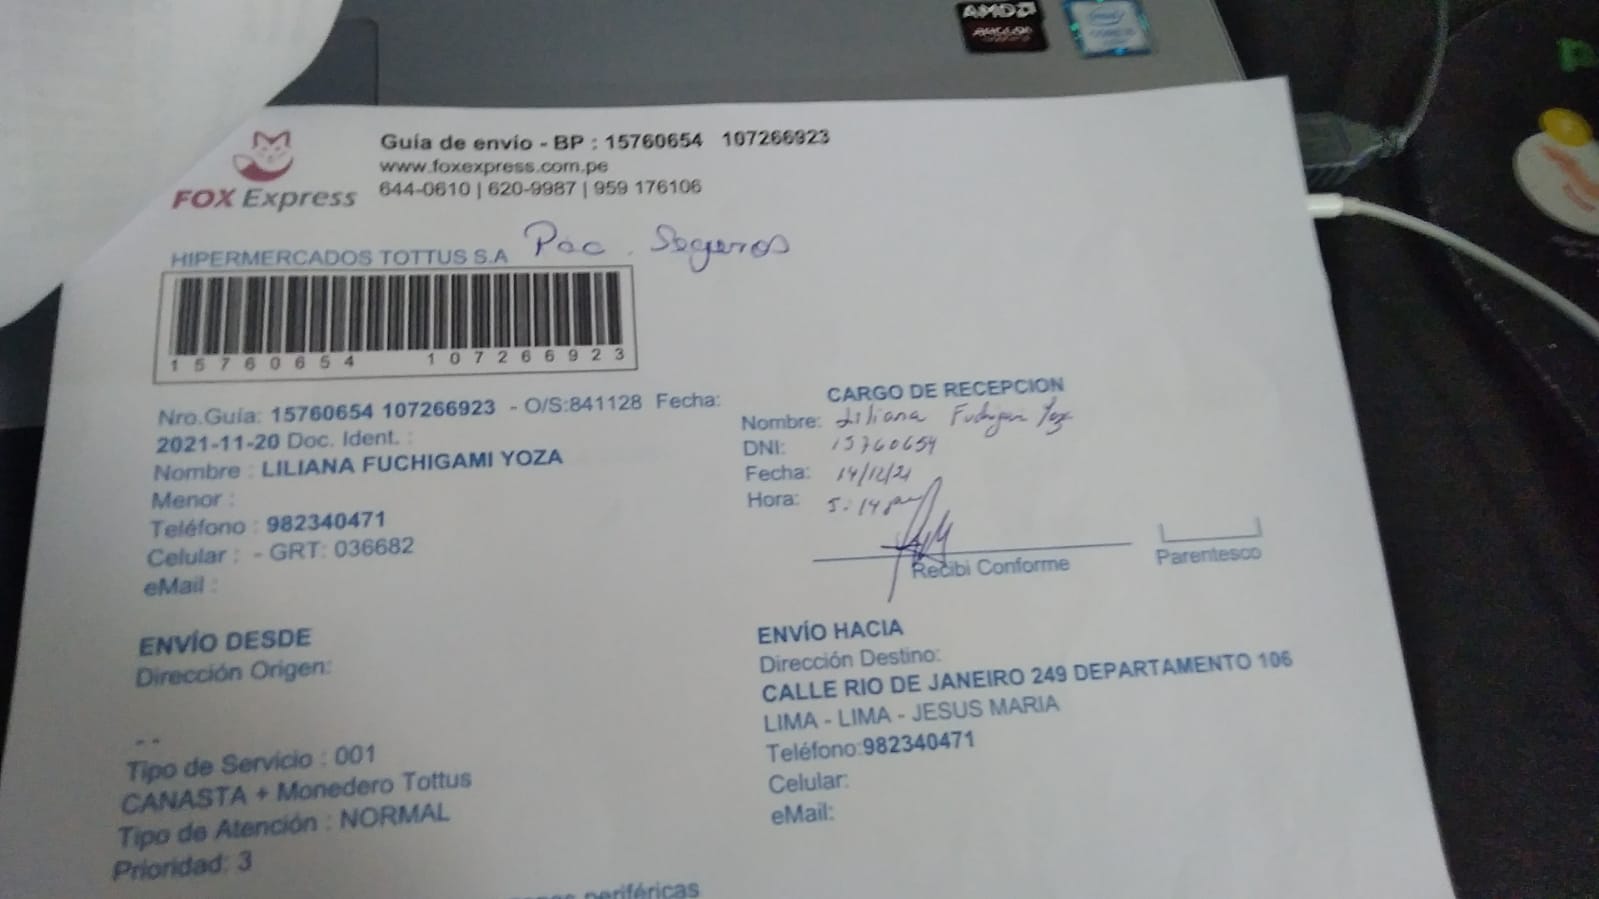 AMD
intel
Guía de envío - BP : 15760654 107266923
www.foxexpress.com.pe
644-0610 | 620-9987 | 959 176106
FOX Express
HIPERMERCADOS TOTTUS S.A Pac. Seguros
15760654 107266923
Nro.Guía: 15760654 107266923 - O/S:841128 Fecha:
2021-11-20 Doc. Ident. :
Nombre : LILIANA FUCHIGAMI YOZA
Menor :
Teléfono : 982340471
Celular : - GRT: 036682
eMail :
CARGO DE RECEPCION
Nombre: Liliana Fuchigami Yoza
DNI: 15760654
Fecha: 14/12/21
Hora: 5:14 pm
Recibi Conforme
Parentesco
ENVÍO DESDE
Dirección Origen:
- -
Tipo de Servicio : 001
CANASTA + Monedero Tottus
Tipo de Atención : NORMAL
Prioridad: 3
ENVÍO HACIA
Dirección Destino:
CALLE RIO DE JANEIRO 249 DEPARTAMENTO 106
LIMA - LIMA - JESUS MARIA
Teléfono:982340471
Celular:
eMail:
periféricas